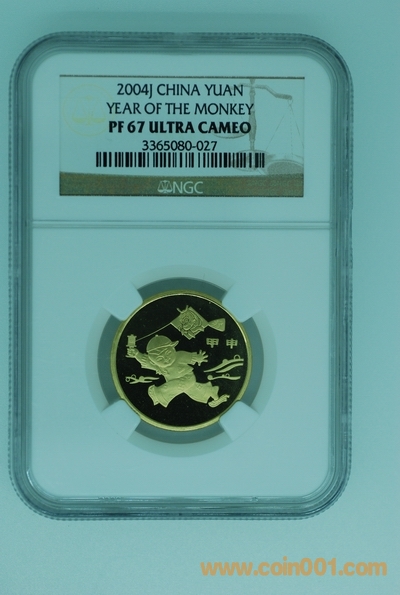 2004J CHINA YUAN
YEAR OF THE MONKEY
PF 67 ULTRA CAMEO
3365080-027
NGC
甲申
www.coin001.com